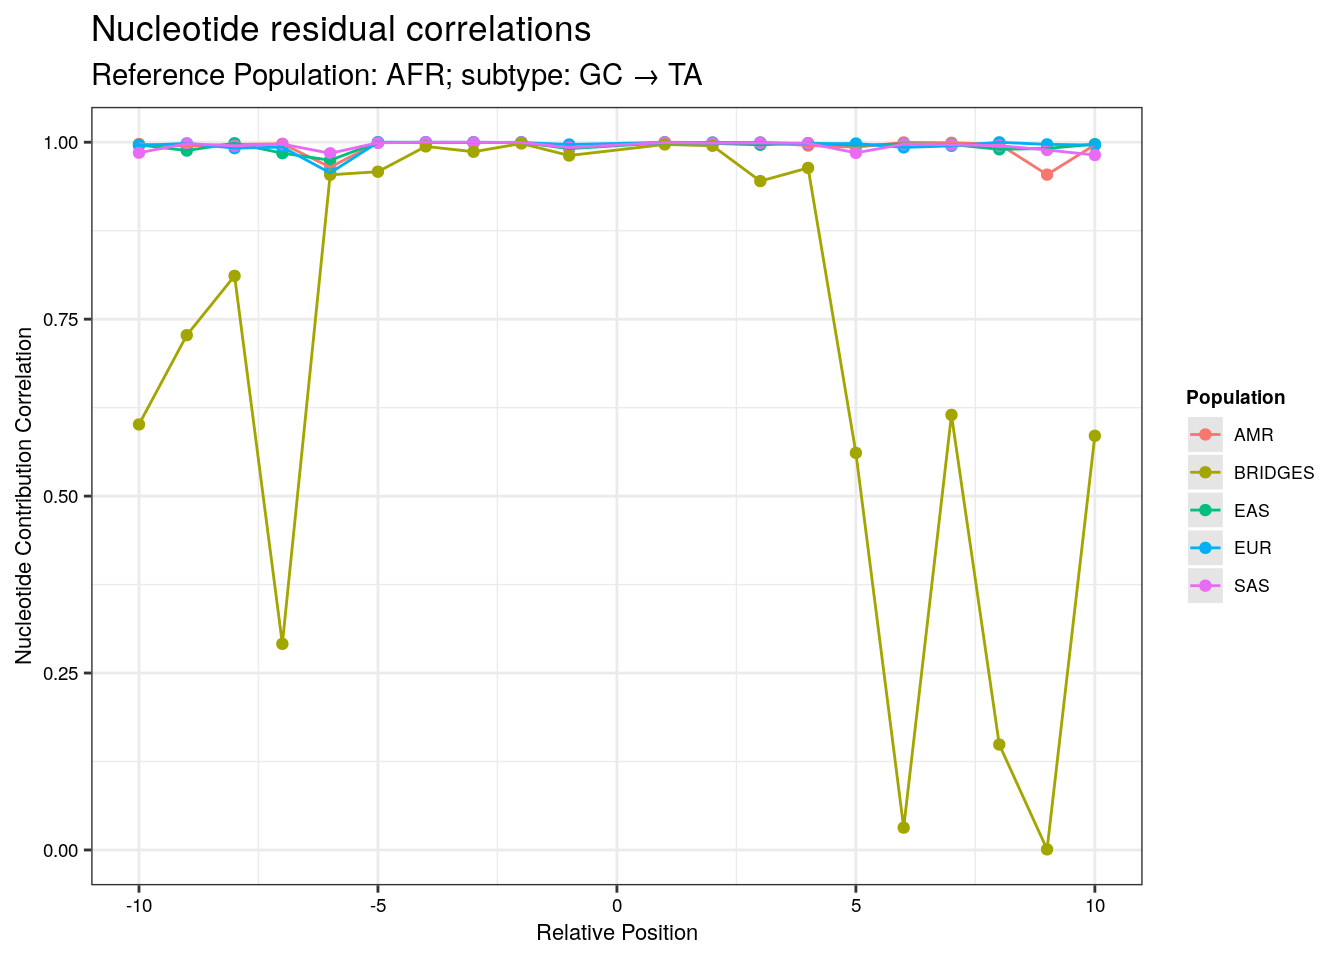 Nucleotide residual correlations
Reference Population: AFR; subtype: GC → TA
Nucleotide Contribution Correlation
1.00
0.75
0.50
0.25
0.00
-10
-5
0
5
10
Relative Position
Population
AMR
BRIDGES
EAS
EUR
SAS